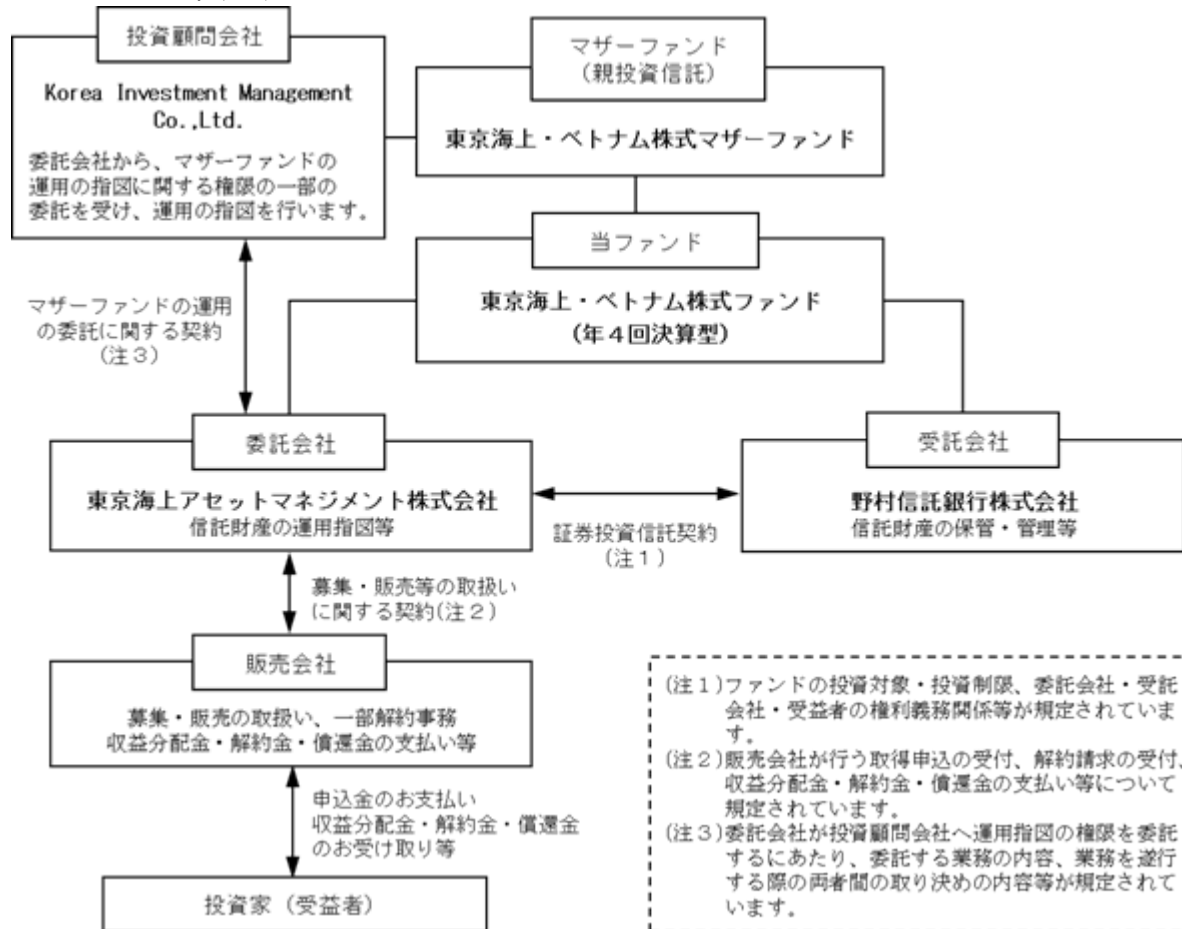 投資顧問会社
Korea Investment Management
Co.,Ltd.
委託会社から、マザーファンドの
運用の指図に関する権限の一部の
委託を受け、運用の指図を行います。
マザーファンド
（親投資信託）
東京海上・ベトナム株式マザーファンド
当ファンド
東京海上・ベトナム株式ファンド
（年４回決算型）
マザーファンドの運用
の委託に関する契約
(注３)
委託会社
東京海上アセットマネジメント株式会社
信託財産の運用指図等
証券投資信託契約
(注１)
受託会社
野村信託銀行株式会社
信託財産の保管・管理等
募集・販売等の取扱い
に関する契約(注２)
販売会社
募集・販売の取扱い、一部解約事務
収益分配金・解約金・償還金の支払い等
申込金のお支払い
収益分配金・解約金・償還金
のお受け取り等
投資家（受益者）
(注１)ファンドの投資対象・投資制限、委託会社・受託
会社・受益者の権利義務関係等が規定されていま
す。
(注２)販売会社が行う取得申込の受付、解約請求の受付、
収益分配金・解約金・償還金の支払い等について
規定されています。
(注３)委託会社が投資顧問会社へ運用指図の権限を委託
するにあたり、委託する業務の内容、業務を遂行
する際の両者間の取り決めの内容等が規定されて
います。